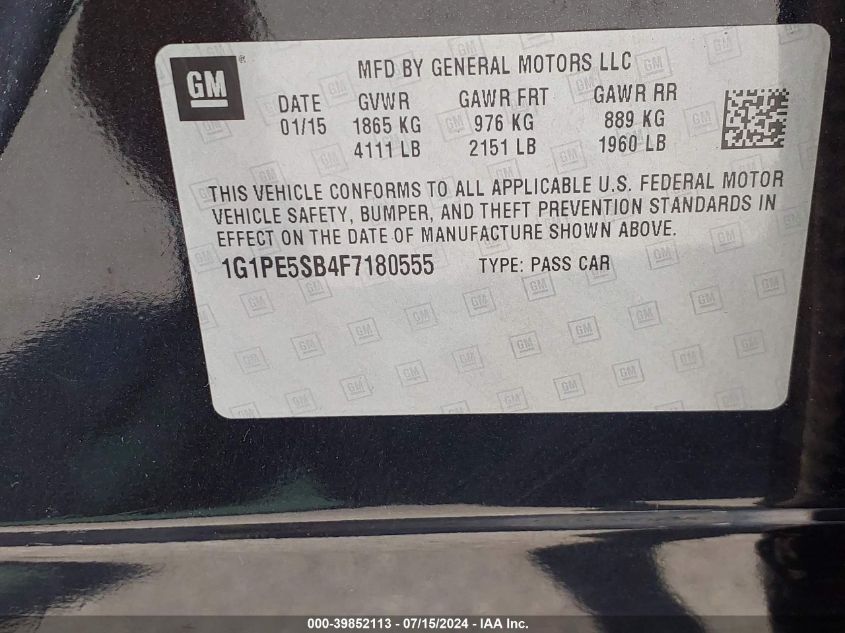 GM ®
MFD BY GENERAL MOTORS LLC
DATE GVWR GAWR FRT GAWR RR
01/15 1865 KG 976 KG 889 KG
4111 LB 2151 LB 1960 LB
THIS VEHICLE CONFORMS TO ALL APPLICABLE U.S. FEDERAL MOTOR
VEHICLE SAFETY, BUMPER, AND THEFT PREVENTION STANDARDS IN
EFFECT ON THE DATE OF MANUFACTURE SHOWN ABOVE.
1G1PE5SB4F7180555 TYPE: PASS CAR
000-39852113 - 07/15/2024 - IAA Inc.